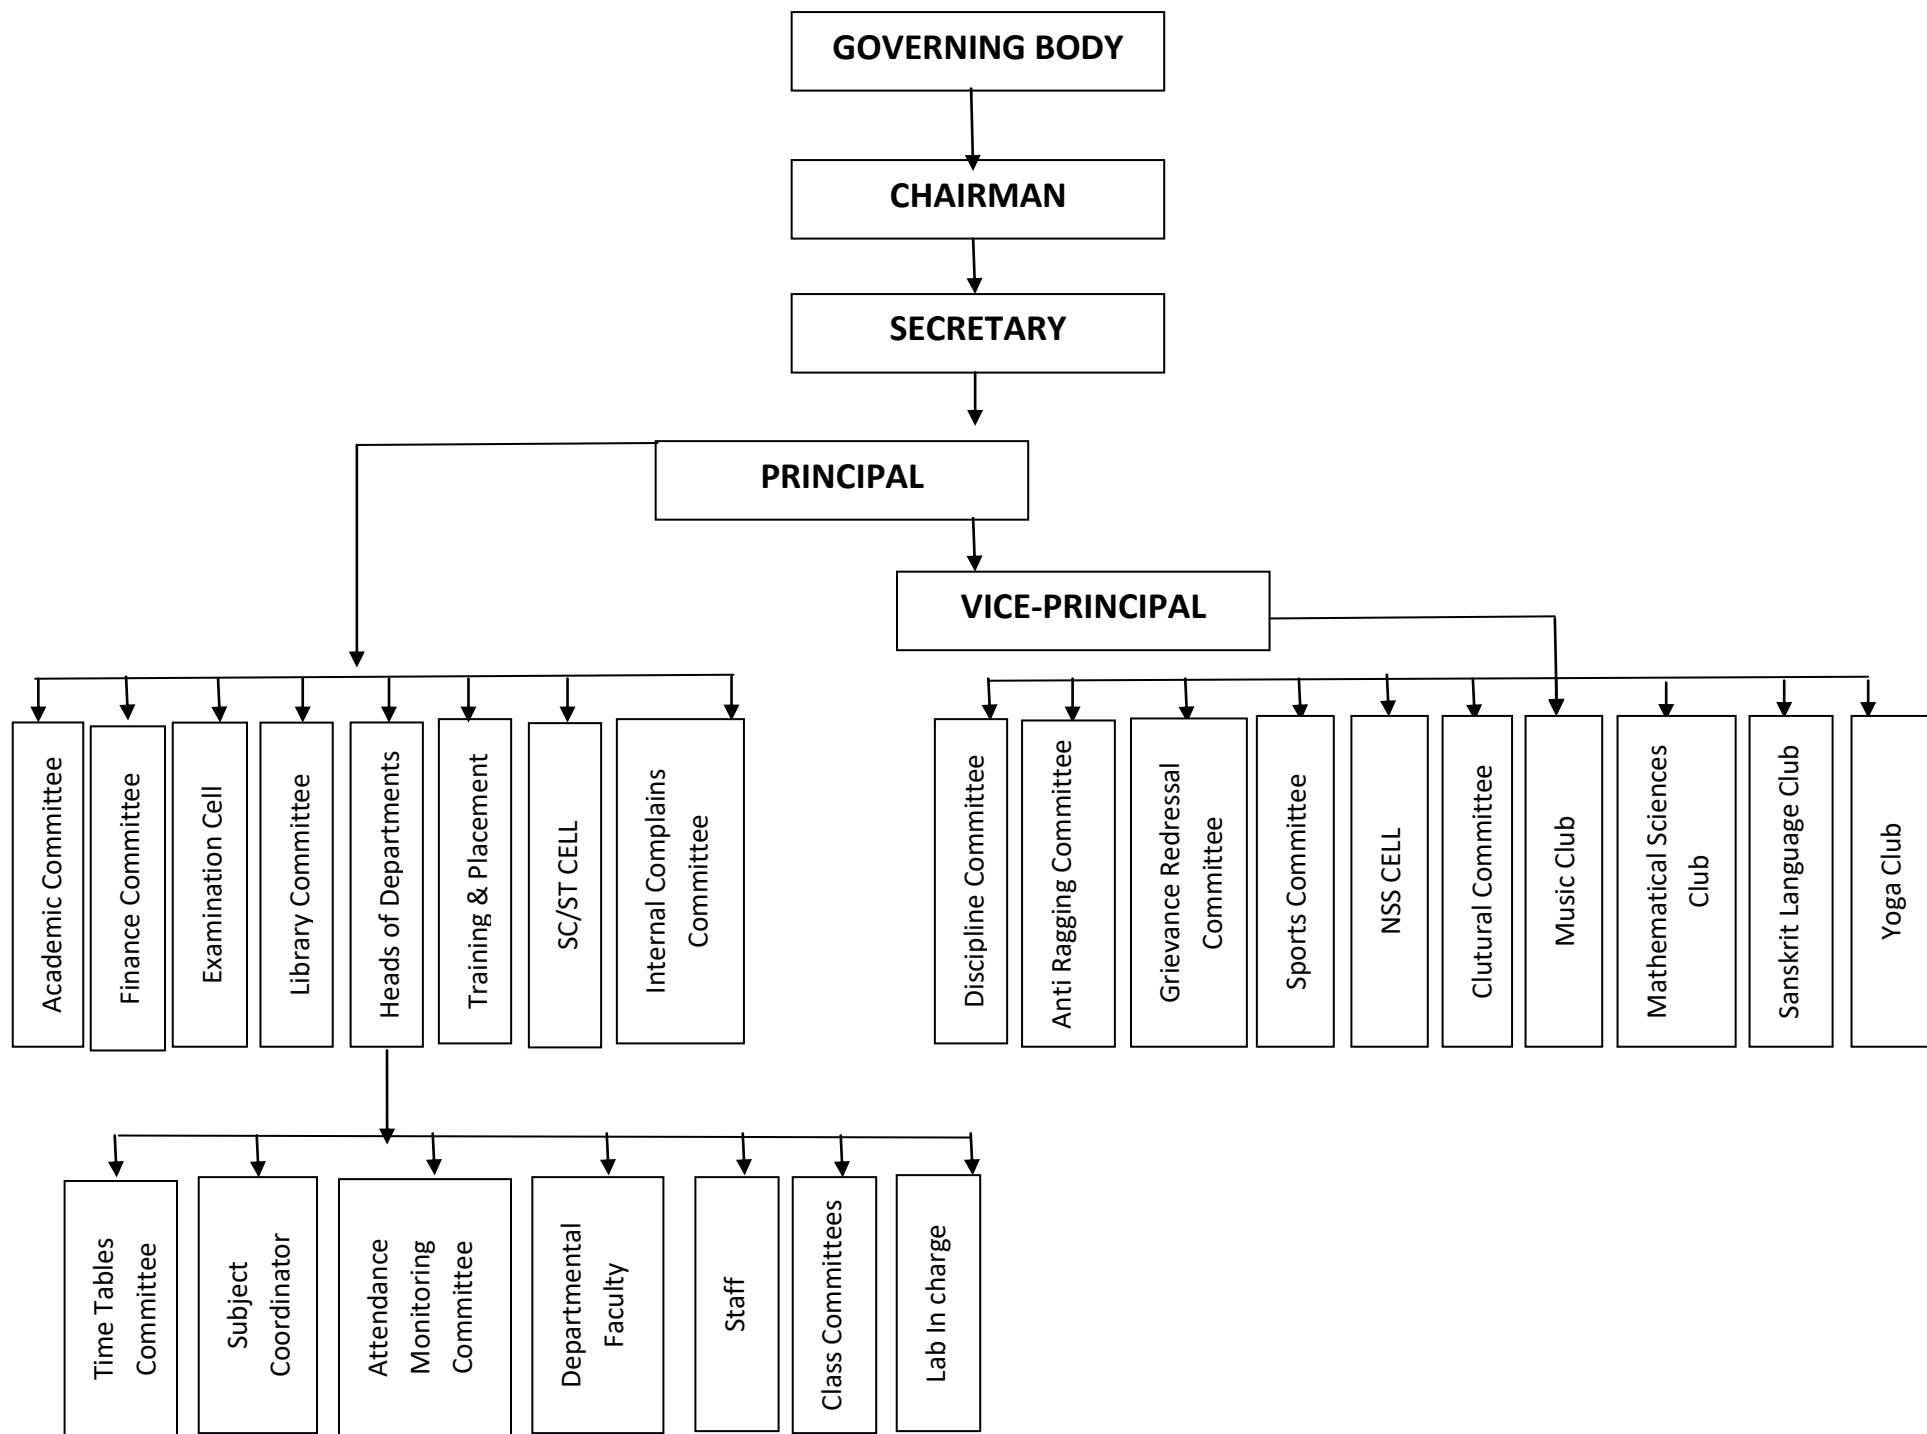 GOVERNING BODY
CHAIRMAN
SECRETARY
PRINCIPAL
VICE-PRINCIPAL
Academic Committee
Finance Committee
Examination Cell
Library Committee
Heads of Departments
Training & Placement
SC/ST CELL
Internal Complains
Committee
Discipline Committee
Anti Ragging Committee
Grievance Redressal
Committee
Sports Committee
NSS CELL
Clutural Committee
Music Club
Mathematical Sciences
Club
Sanskrit Language Club
Yoga Club
Time Tables
Committee
Subject
Coordinator
Attendance
Monitoring
Committee
Departmental
Faculty
Staff
Class Committees
Lab In charge